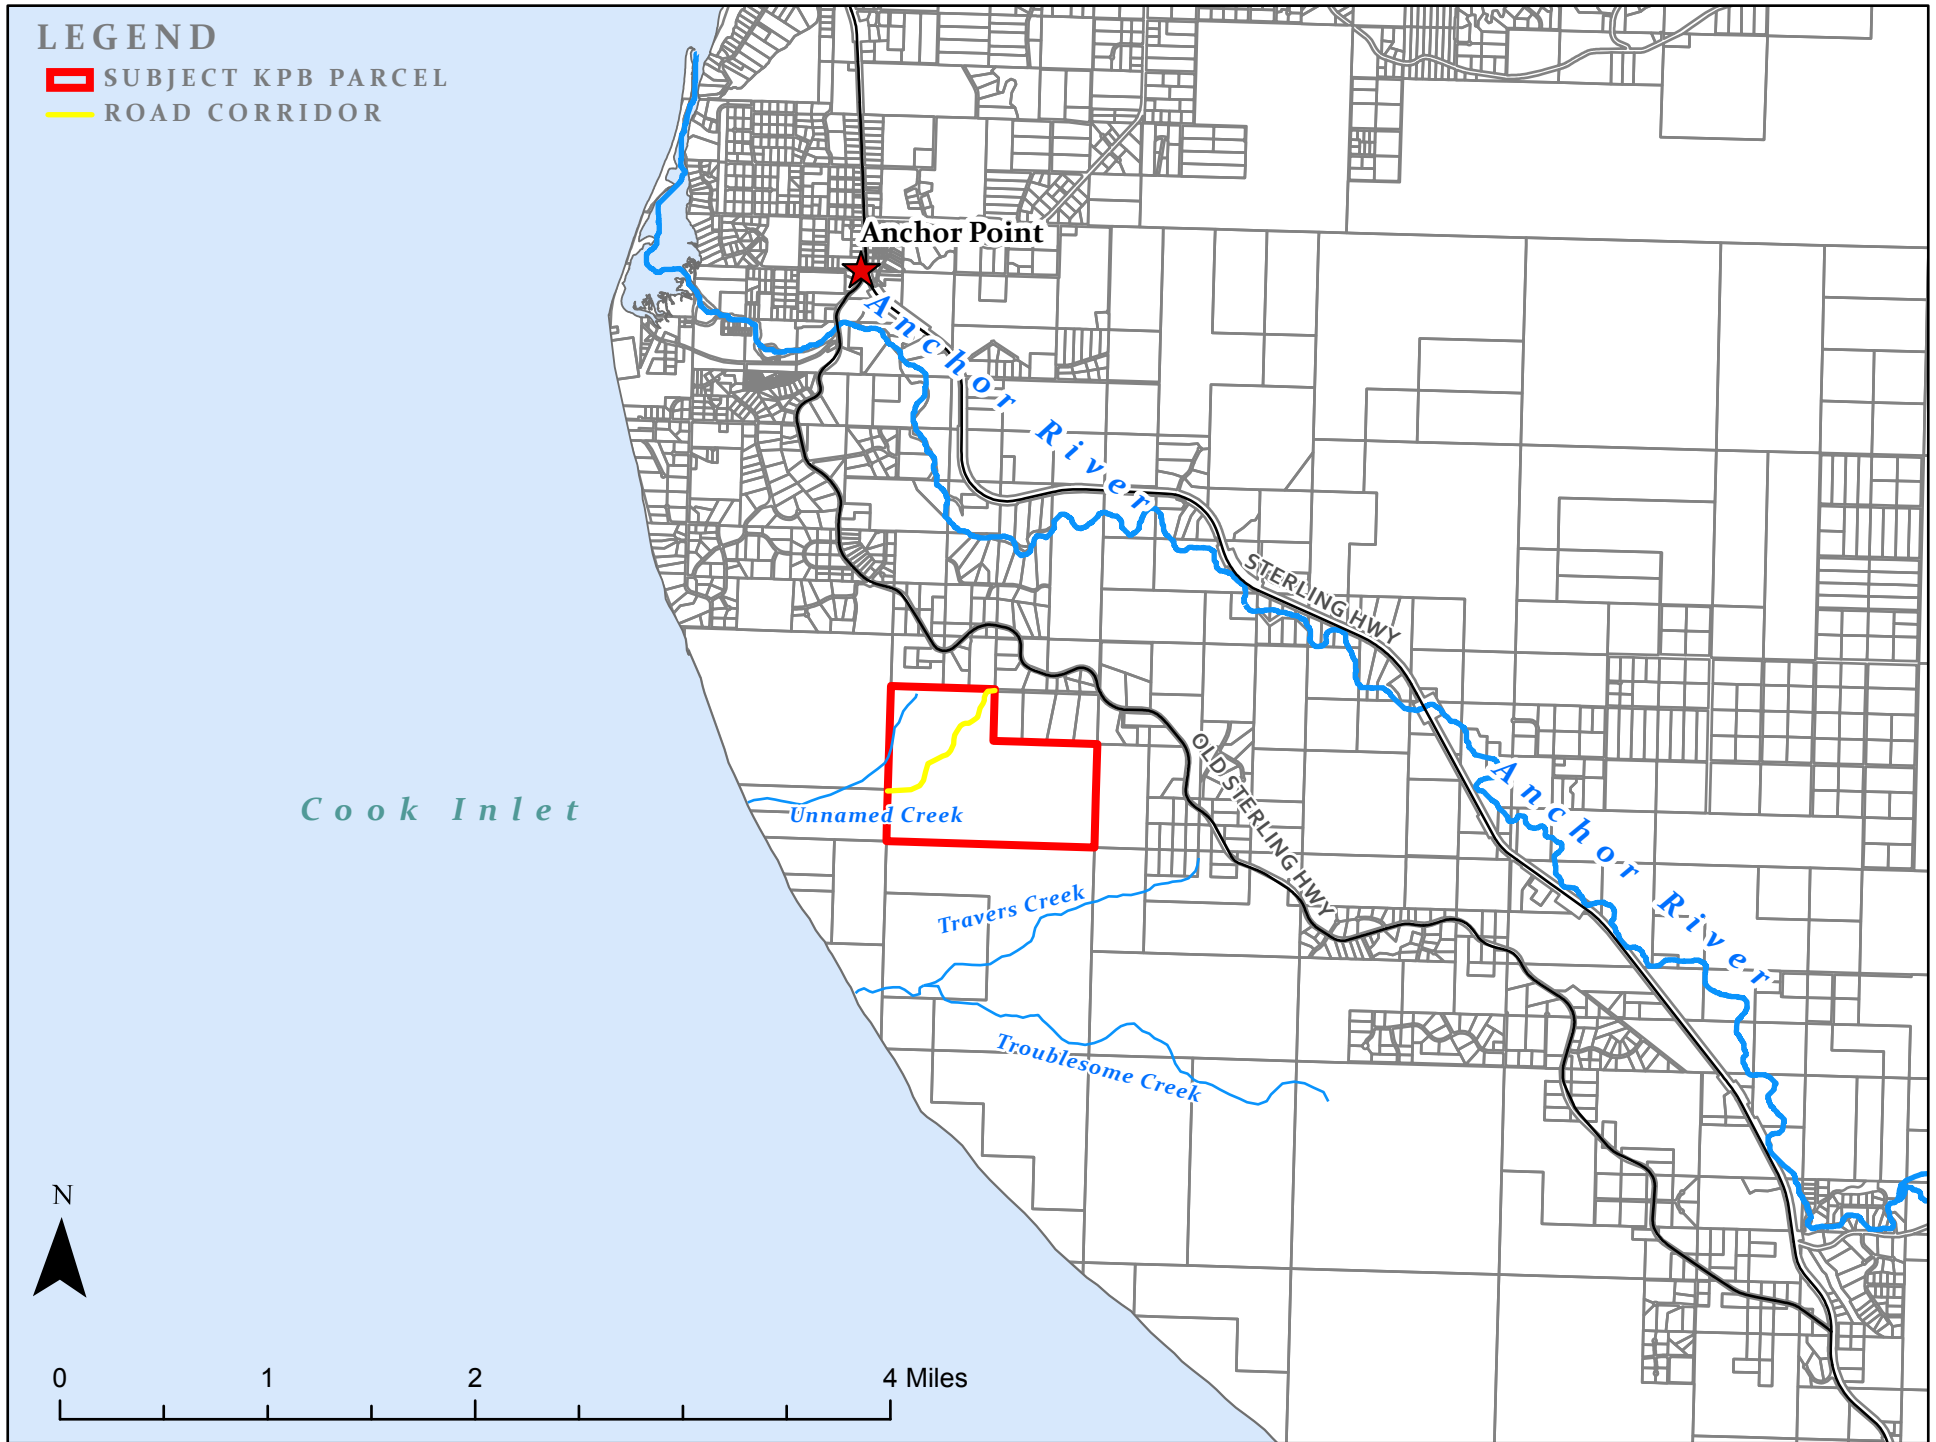 LEGEND
SUBJECT KPB PARCEL
ROAD CORRIDOR
Anchor Point
Anchor River
STERLING HWY
OLD STERLING HWY
Anchor River
Cook Inlet
Unnamed Creek
Travers Creek
Troublesome Creek
N
0 1 2 4 Miles